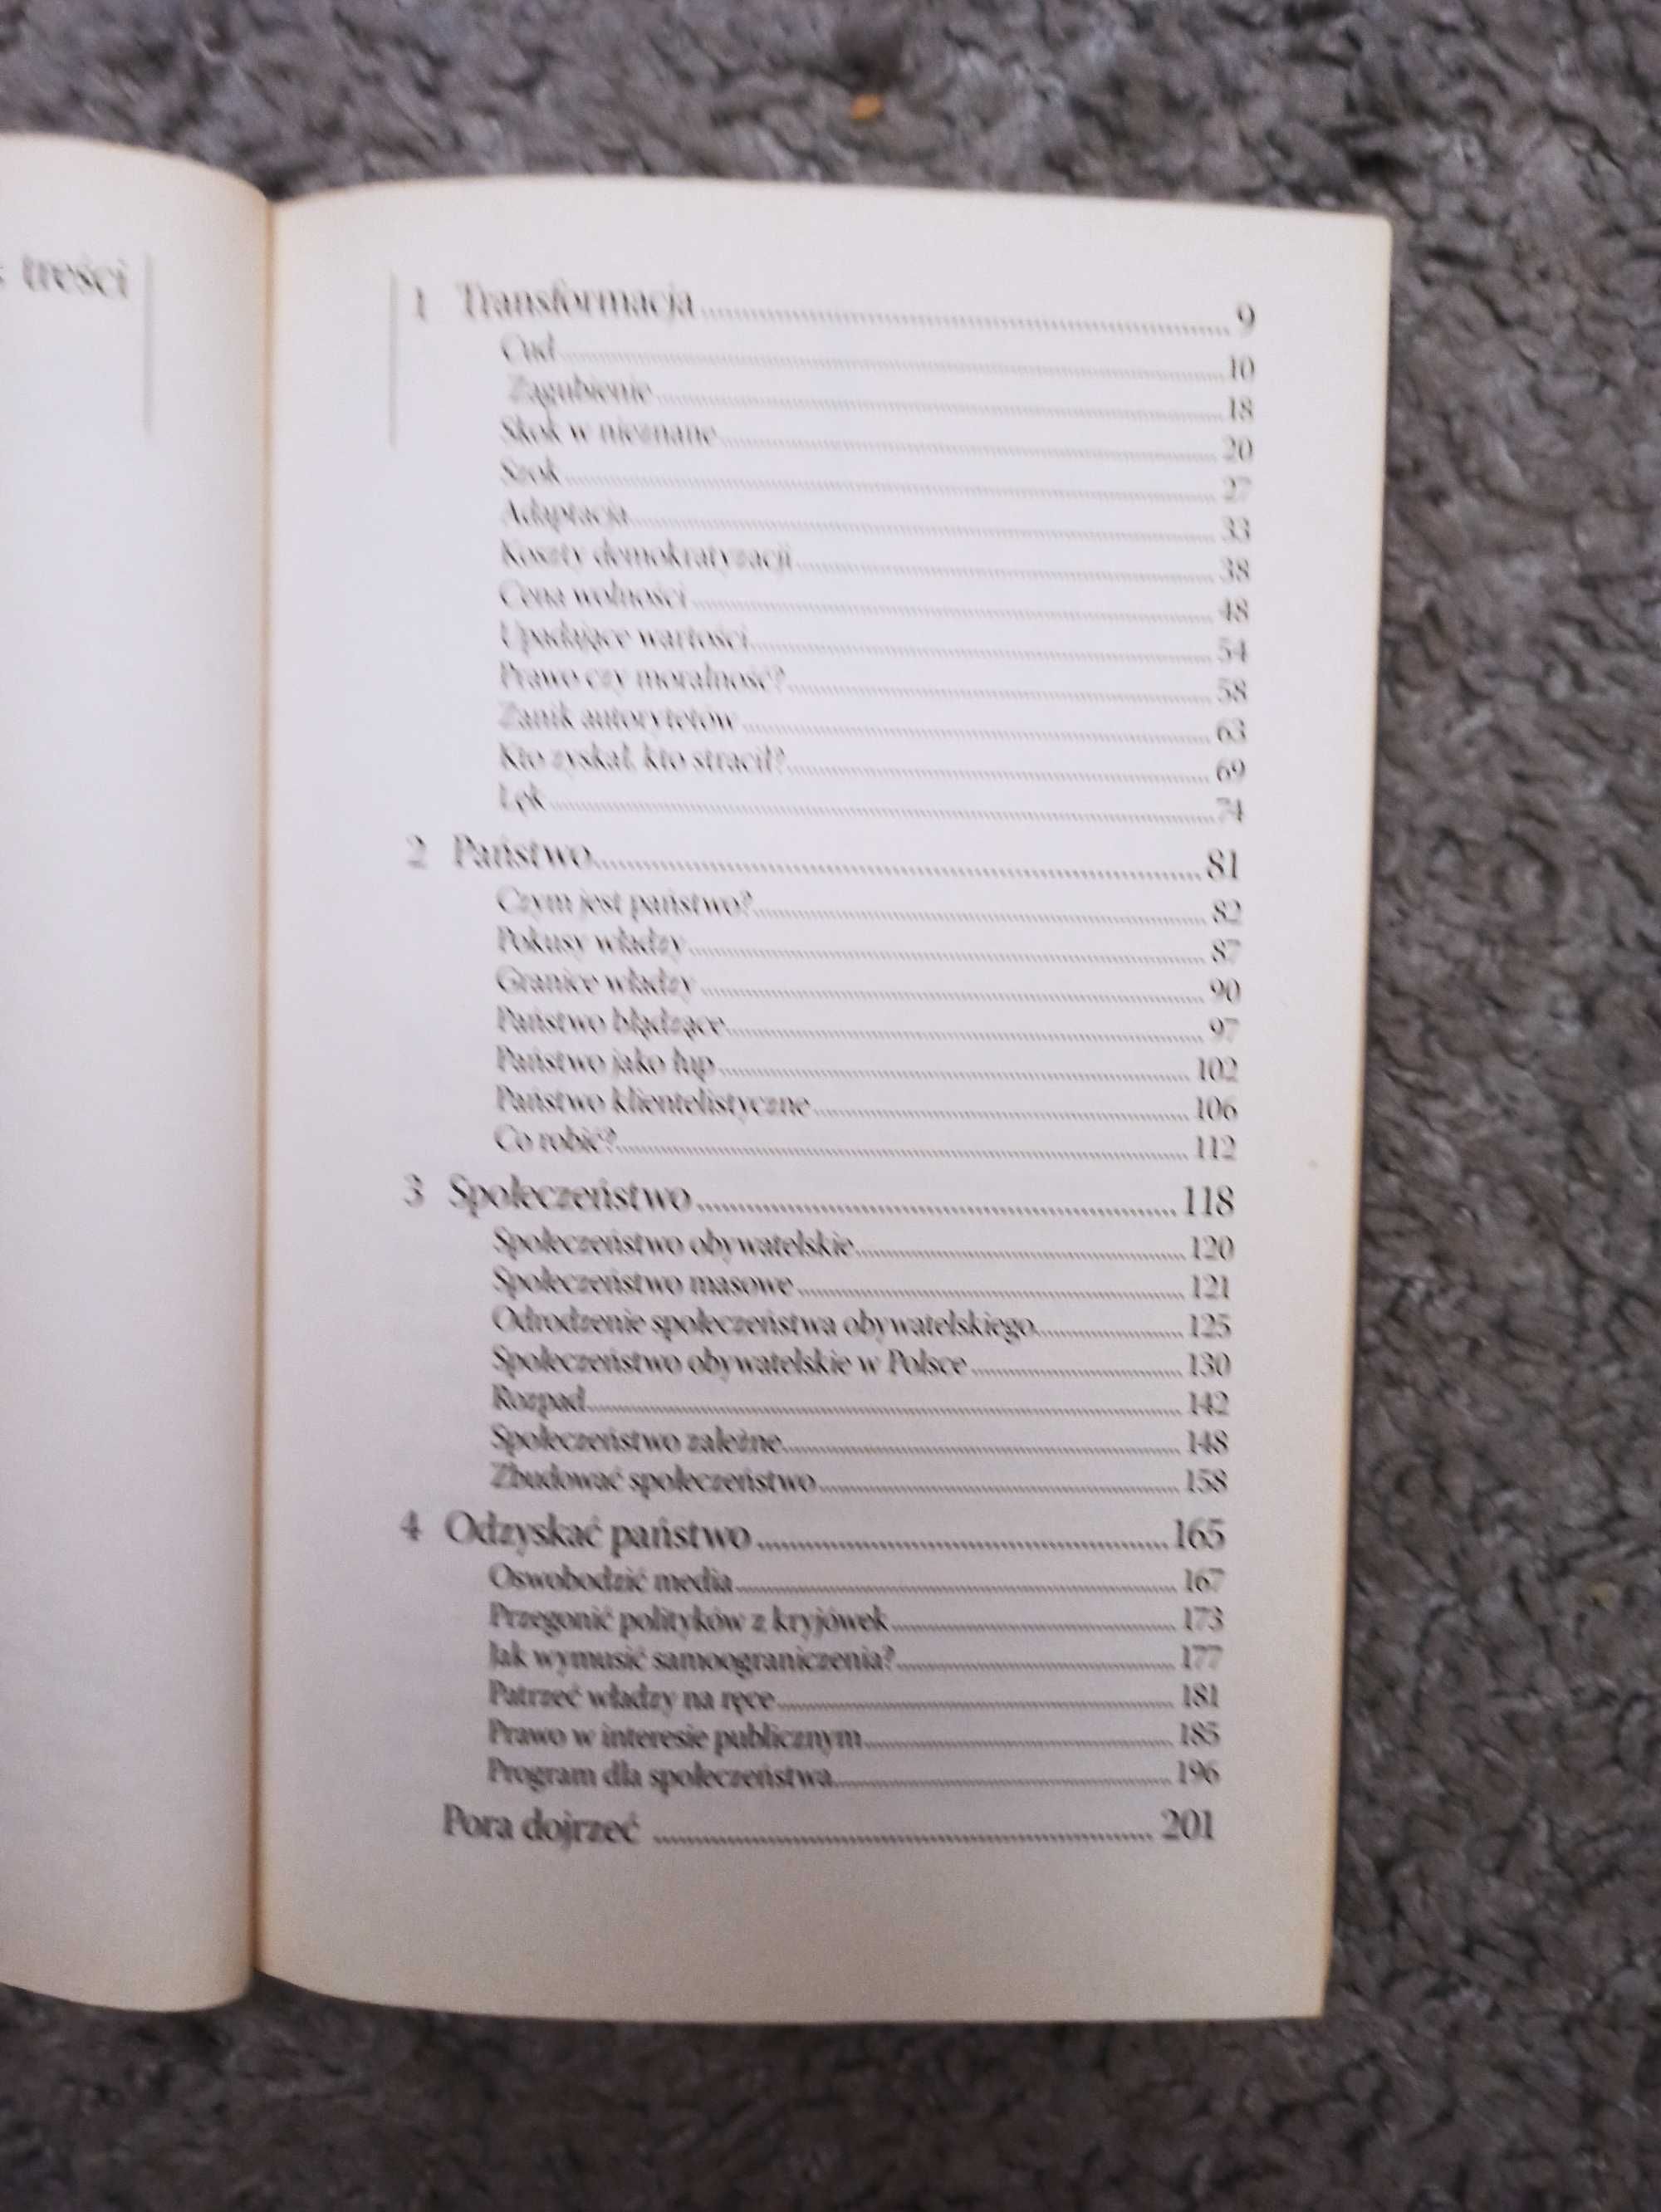 treści
1 Transformacja 9
Cud 10
Zagubienie 18
Skok w nieznane 20
Szok 27
Adaptacja 33
Koszty demokratyzacji 38
Cena wolności 48
Upadające wartości 54
Prawo czy moralność? 58
Zanik autorytetów 63
Kto zyskał, kto stracił? 69
Lęk 74
2 Państwo 81
Czym jest państwo? 82
Pokusy władzy 87
Granice władzy 90
Państwo błądzące 97
Państwo jako łup 102
Państwo klientelistyczne 106
Co robić? 112
3 Społeczeństwo 118
Społeczeństwo obywatelskie 120
Społeczeństwo masowe 121
Odrodzenie społeczeństwa obywatelskiego 125
Społeczeństwo obywatelskie w Polsce 130
Rozpad 142
Społeczeństwo zależne 148
Zbudować społeczeństwo 158
4 Odzyskać państwo 165
Oswobodzić media 167
Przegonić polityków z kryjówek 173
Jak wymusić samoograniczenia? 177
Patrzeć władzy na ręce 181
Prawo w interesie publicznym 185
Program dla społeczeństwa 196
Pora dojrzeć 201